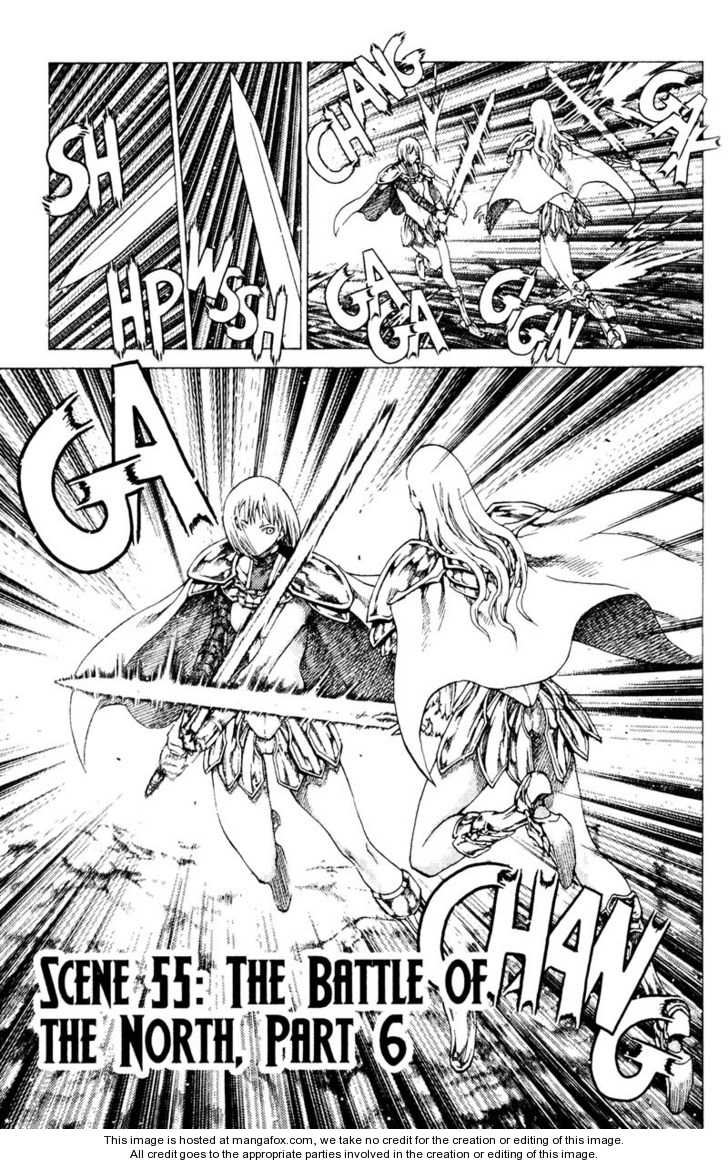 SH
HP
WSSH
CHANG
GAK
GA
GA
GI
GGIN
GA
CHANG
SCENE 55: THE BATTLE OF
THE NORTH, PART 6
This image is hosted at mangafox.com, we take no credit for the creation or editing of this image.
All credit goes to the appropriate parties involved in the creation or editing of this image.